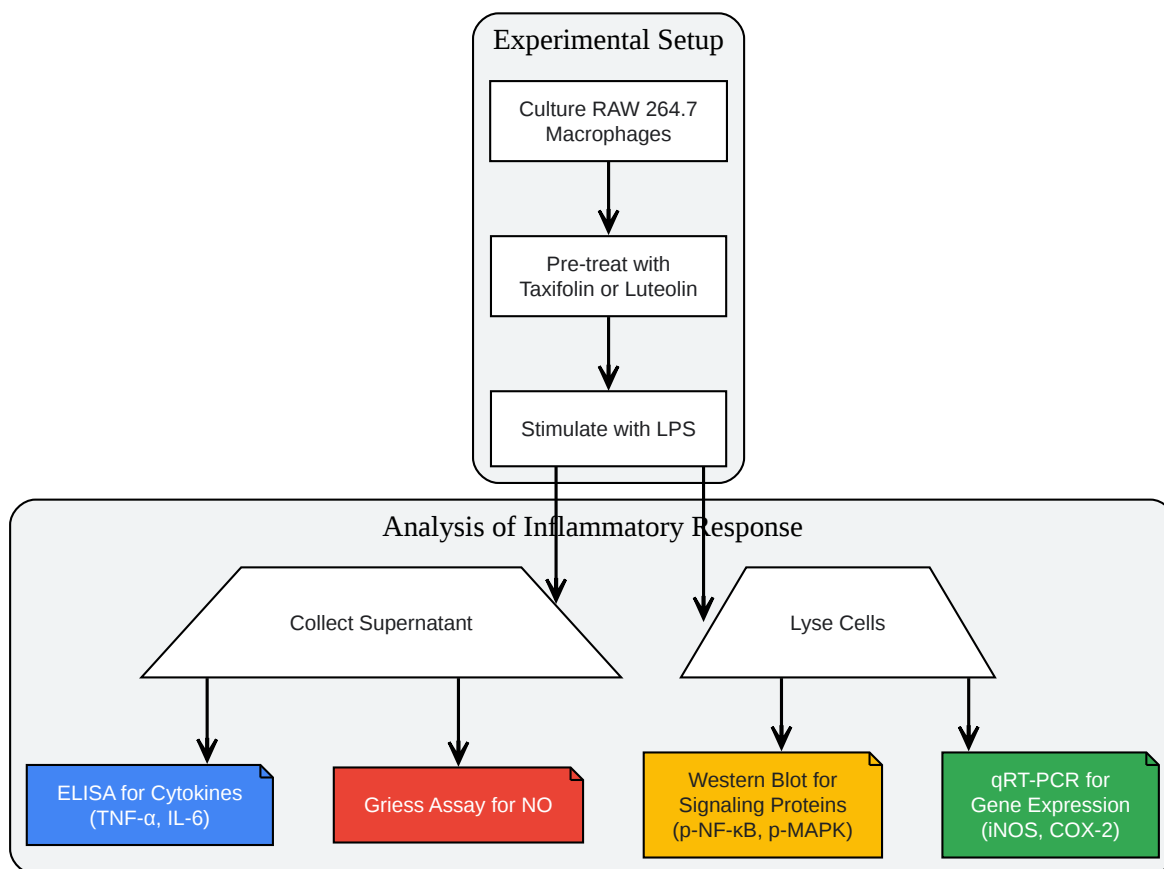 Experimental Setup
Culture RAW 264.7
Macrophages
Pre-treat with
Taxifolin or Luteolin
Stimulate with LPS
Analysis of Inflammatory Response
Collect Supernatant
Lyse Cells
ELISA for Cytokines
(TNF-α, IL-6)
Griess Assay for NO
Western Blot for
Signaling Proteins
(p-NF-κB, p-MAPK)
qRT-PCR for
Gene Expression
(iNOS, COX-2)